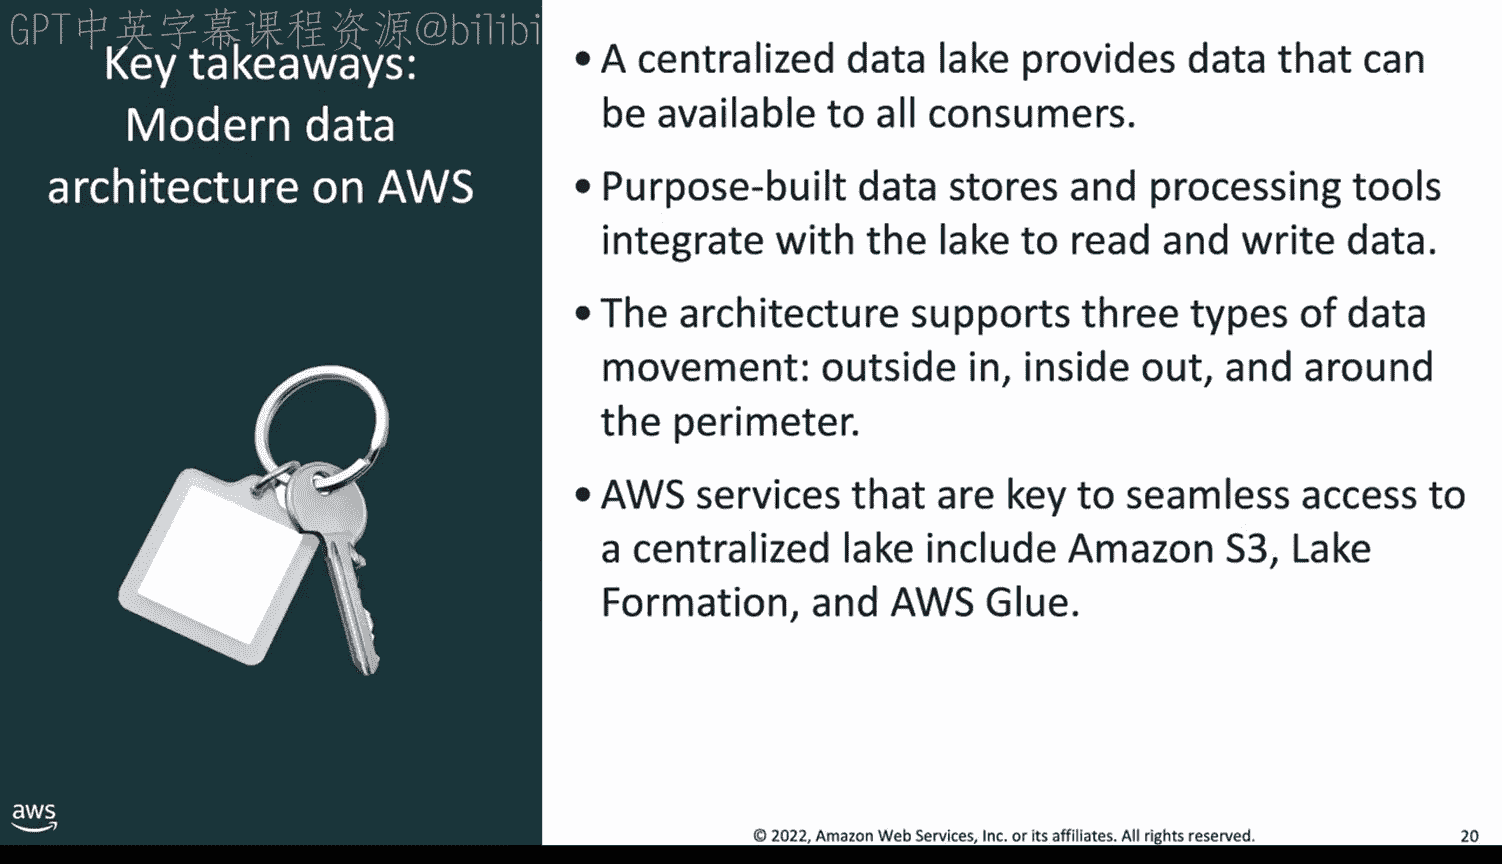 GPT中英字幕课程资源@bilibi
Key takeaways:
Modern data
architecture on AWS
• A centralized data lake provides data that can
be available to all consumers.
• Purpose-built data stores and processing tools
integrate with the lake to read and write data.
• The architecture supports three types of data
movement: outside in, inside out, and around
the perimeter.
• AWS services that are key to seamless access to
a centralized lake include Amazon S3, Lake
Formation, and AWS Glue.
aws
© 2022, Amazon Web Services, Inc. or its affiliates. All rights reserved.
20